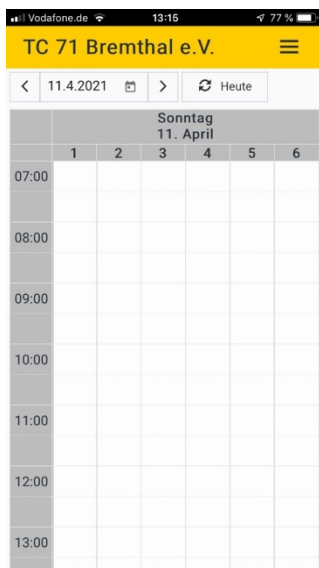 Vodafone.de 13:15 77 %
TC 71 Bremthal e.V.
11.4.2021 Heute
Sonntag
11. April
1 2 3 4 5 6
07:00
08:00
09:00
10:00
11:00
12:00
13:00